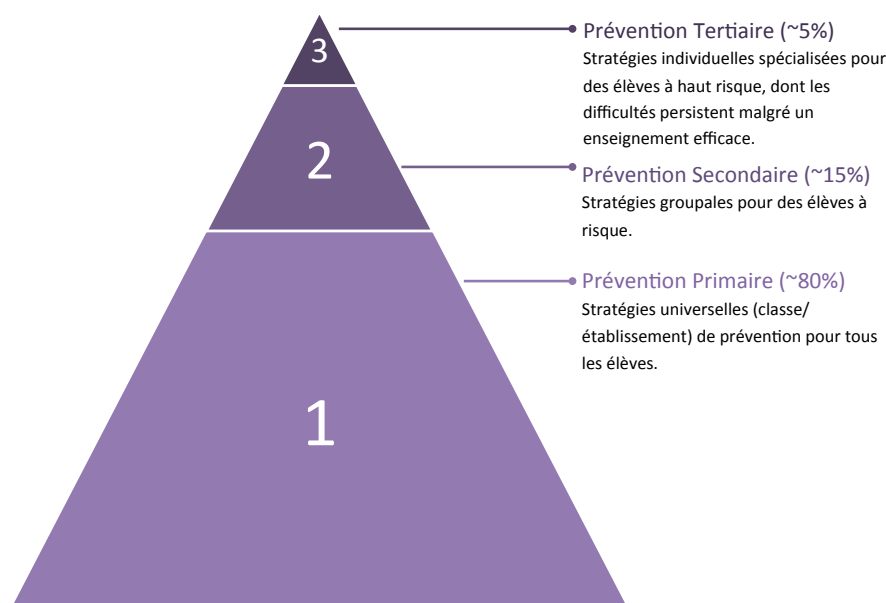 3
Prévention Tertiaire (~5%)
Stratégies individuelles spécialisées pour
des élèves à haut risque, dont les
difficultés persistent malgré un
enseignement efficace.
2
Prévention Secondaire (~15%)
Stratégies groupales pour des élèves à
risque.
Prévention Primaire (~80%)
Stratégies universelles (classe/
établissement) de prévention pour tous
les élèves.
1